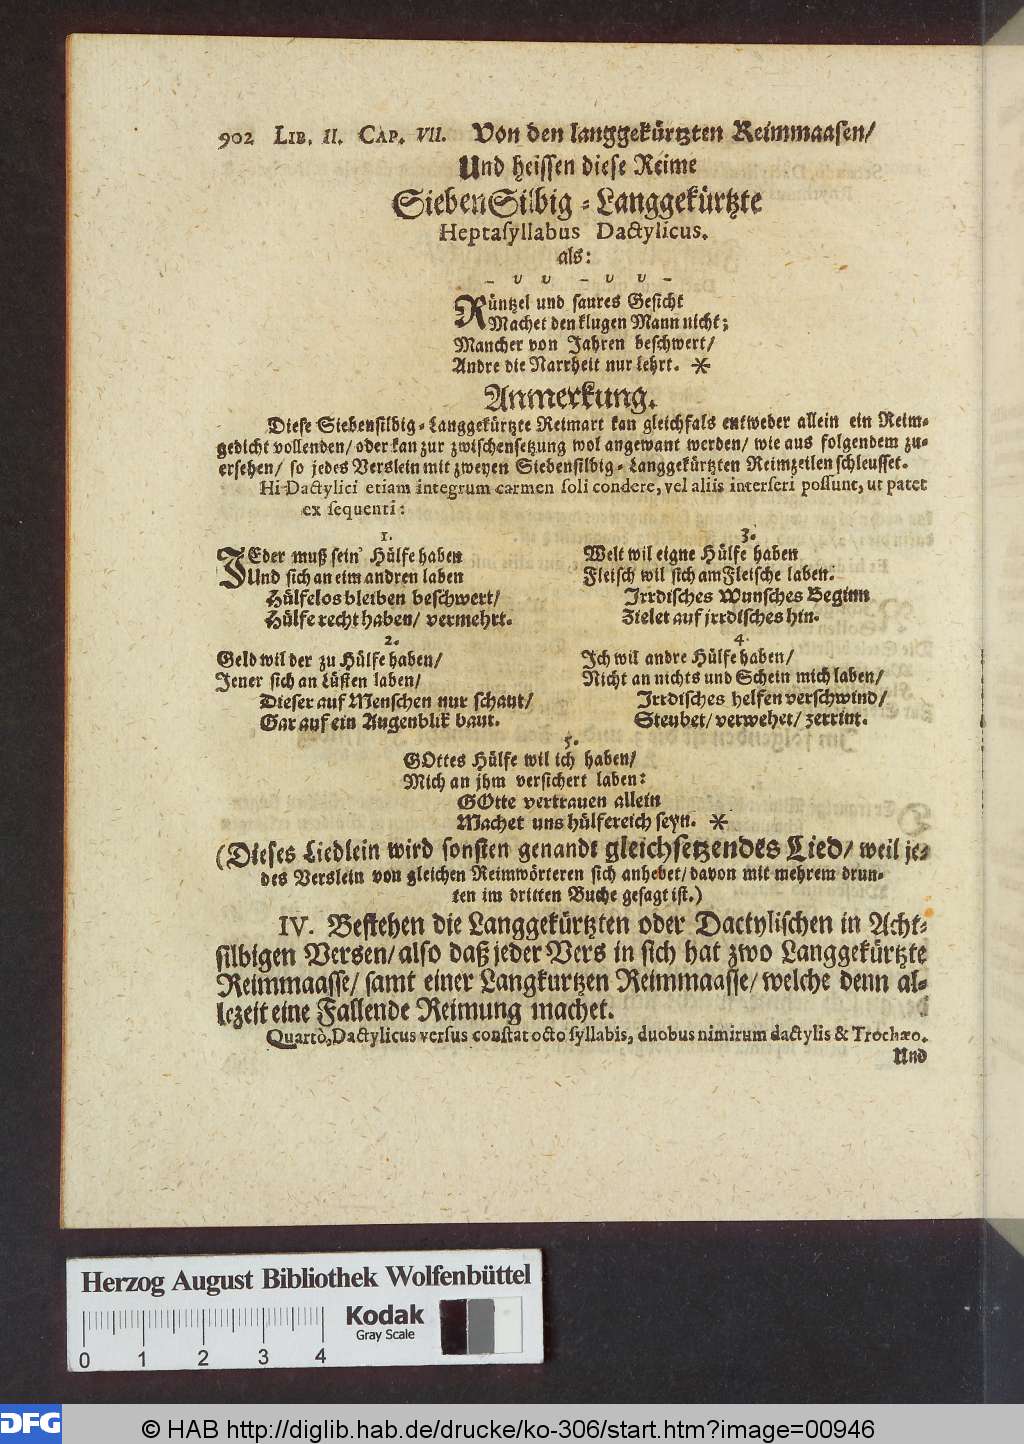 902 LIB. II. CAP. VII. Von den langgekürtzten Reimmaasen/
Und heissen diese Reime
SiebenSilbig-Langgekürtzte
Heptasyllabus Dactylicus.
als:
– υ υ – υ υ –
Rüntzel und saures Gesicht
Machet den klugen Mann nicht;
Mancher von Jahren beschwert/
Andre die Narrheit nur lehrt. *
Anmerkung.
Diese Siebensilbig-Langgekürtzte Reimart kan gleichfals entweder allein ein Reim-
gedicht vollenden/ oder kan zur zwischensetzung wol angewant werden/ wie aus folgendem zu-
ersehen/ so jedes Verslein mit zweyen Siebensilbig-Langgekürtzten Reimzeilen schleusset.
Hi Dactylici etiam integrum carmen soli condere, vel aliis interseri possunt, ut patet
ex sequenti:
1.
JEder muß sein' Hülfe haben
Und sich an eim andren laben
Hülfelos bleiben beschwert/
Hülfe recht haben/ vermehrt.
2.
Geld wil der zu Hülfe haben/
Jener sich an Lüsten laben/
Dieser auf Menschen nur schaut/
Gar auf ein Augenblik baut.
3.
Welt wil eigne Hülfe haben
Fleisch wil sich am Fleische laben.
Irrdisches Wunsches Beginn
Zielet auf jrrdisches hin.
4.
Ich wil andre Hülfe haben/
Nicht an nichts und Schein mich laben/
Irrdisches helfen verschwind/
Steubet/ verwehet/ zerrint.
5.
GOttes Hülfe wil ich haben/
Mich an jhm versichert laben:
GOtte vertrauen allein
Machet uns hülfereich seyn. *
(Dieses Liedlein wird sonsten genandt gleichsetzendes Lied/ weil je-
des Verslein von gleichen Reimwörteren sich anhebet/ davon mit mehrem drun-
ten im dritten Buche gesagt ist.)
IV. Bestehen die Langgekürtzten oder Dactylischen in Acht-
silbigen Versen/ also daß jeder Vers in sich hat zwo Langgekürtzte
Reimmaasse/ samt einer Langkurtzen Reimmaasse/ welche denn al-
lezeit eine Fallende Reimung machet.
Quartò, Dactylicus versus constat octo syllabis, duobus nimirum dactylis & Trochæo.
Und
Herzog August Bibliothek Wolfenbüttel
Kodak
Gray Scale
0 1 2 3 4
DFG © HAB http://diglib.hab.de/drucke/ko-306/start.htm?image=00946